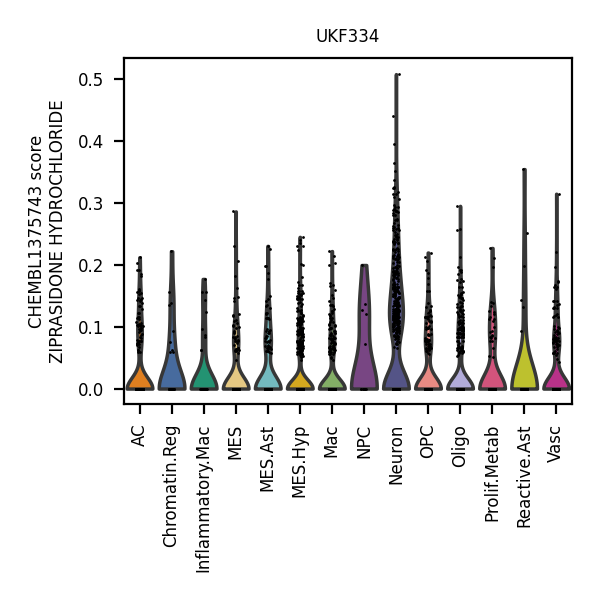 UKF334
CHEMBL1375743 score
ZIPRASIDONE HYDROCHLORIDE
0.5
0.4
0.3
0.2
0.1
0.0
AC
Chromatin.Reg
Inflammatory.Mac
MES
MES.Ast
MES.Hyp
Mac
NPC
Neuron
OPC
Oligo
Prolif.Metab
Reactive.Ast
Vasc